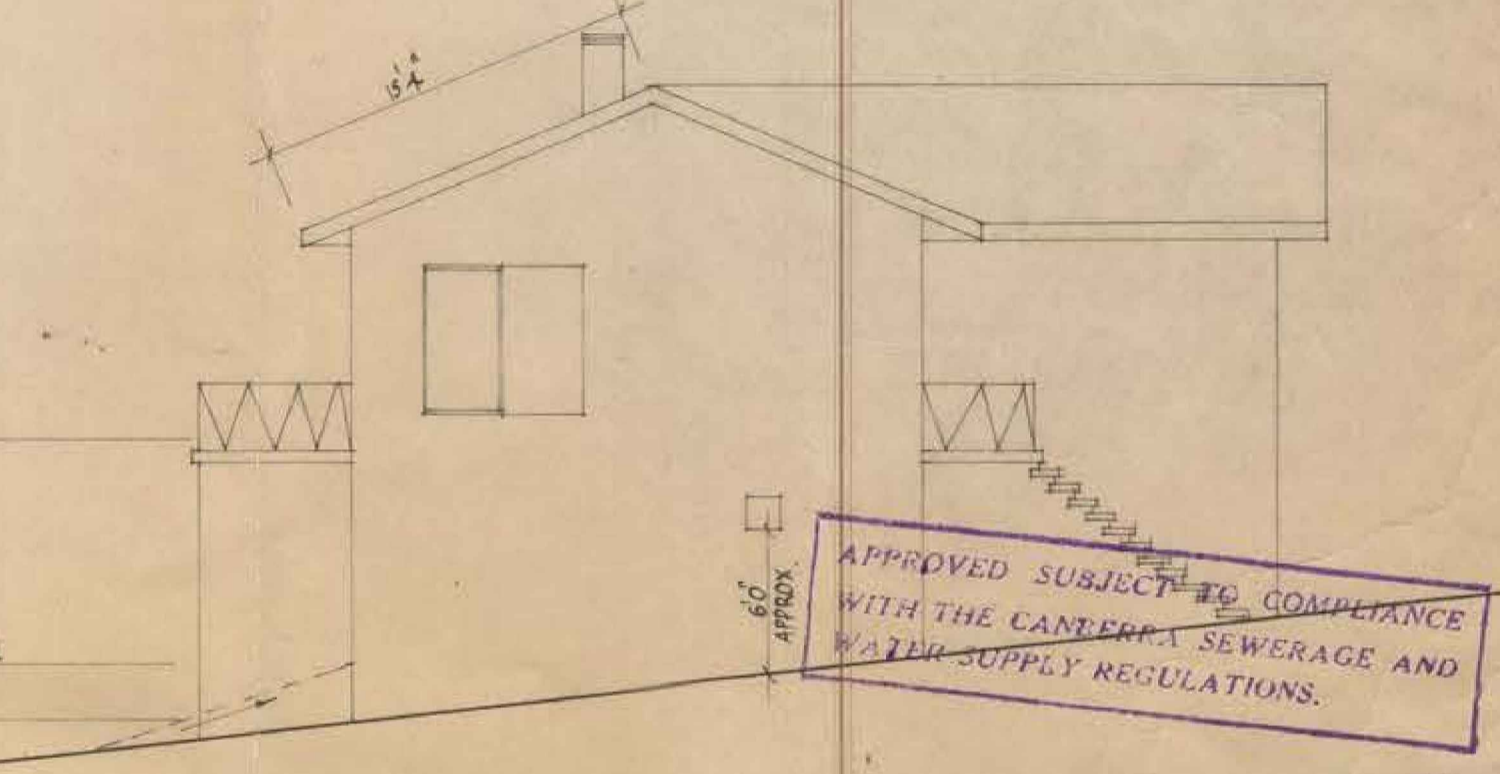 15'4"
6'0"
APPROX.
APPROVED SUBJECT TO COMPLIANCE
WITH THE CANBERRA SEWERAGE AND
WATER SUPPLY REGULATIONS.